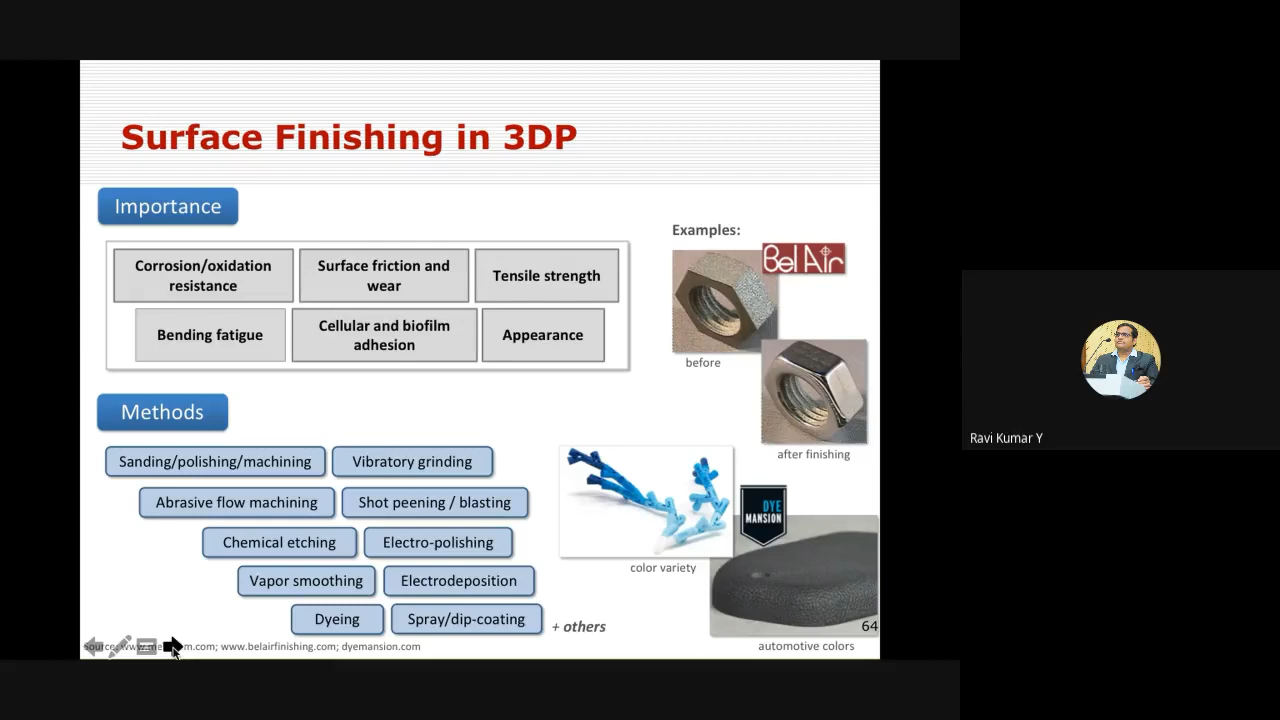 Surface Finishing in 3DP
Importance
Corrosion/oxidation
resistance
Surface friction and
wear
Tensile strength
Bending fatigue
Cellular and biofilm
adhesion
Appearance
Examples:
Bel Air
before
after finishing
Methods
Sanding/polishing/machining
Vibratory grinding
Abrasive flow machining
Shot peening / blasting
Chemical etching
Electro-polishing
Vapor smoothing
Electrodeposition
Dyeing
Spray/dip-coating
+ others
color variety
DYE
MANSION
64
automotive colors
.com; www.belairfinishing.com; dyemansion.com
Ravi Kumar Y